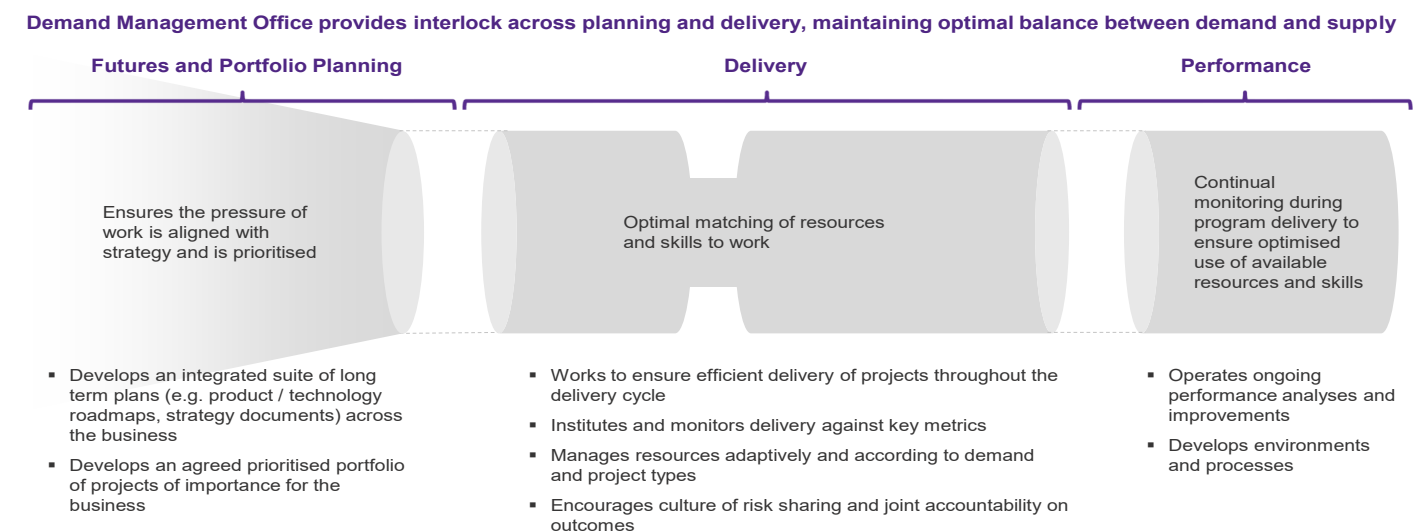 Demand Management Office provides interlock across planning and delivery, maintaining optimal balance between demand and supply
Futures and Portfolio Planning
Delivery
Performance
Ensures the pressure of
work is aligned with
strategy and is prioritised
Optimal matching of resources
and skills to work
Continual
monitoring during
program delivery to
ensure optimised
use of available
resources and skills
▪ Develops an integrated suite of long
term plans (e.g. product / technology
roadmaps, strategy documents) across
the business
▪ Develops an agreed prioritised portfolio
of projects of importance for the
business
▪ Works to ensure efficient delivery of projects throughout the
delivery cycle
▪ Institutes and monitors delivery against key metrics
▪ Manages resources adaptively and according to demand
and project types
▪ Encourages culture of risk sharing and joint accountability on
outcomes
▪ Operates ongoing
performance analyses and
improvements
▪ Develops environments
and processes